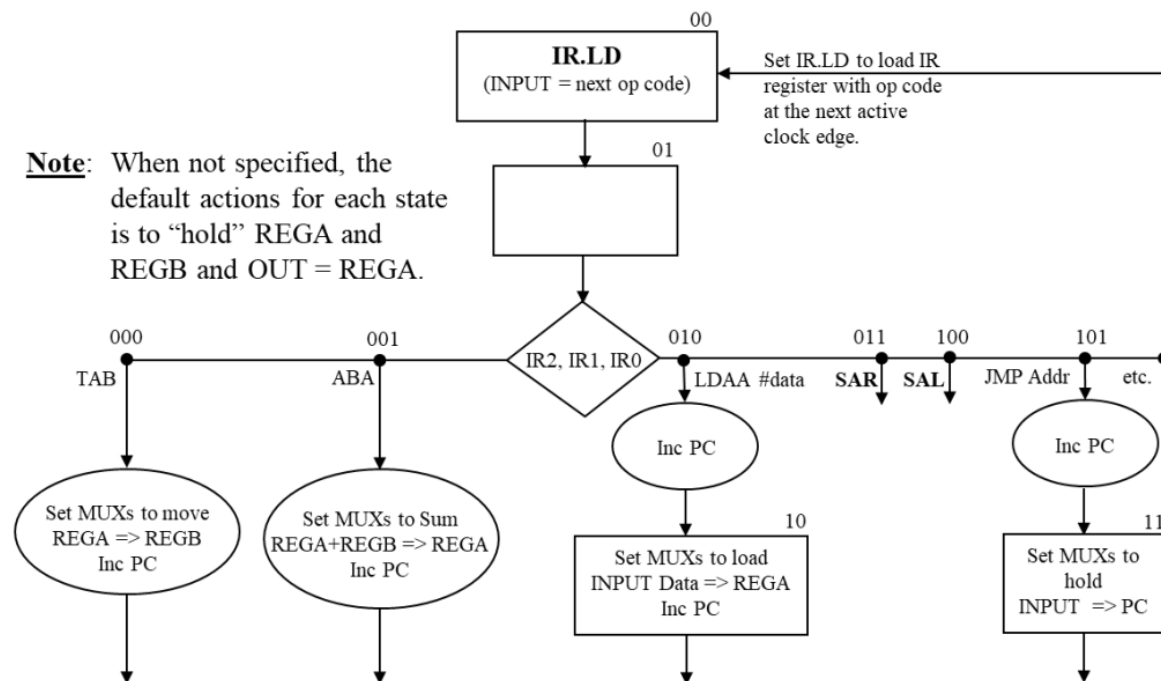 00
IR.LD
(INPUT = next op code)
Set IR.LD to load IR
register with op code
at the next active
clock edge.
01
Note: When not specified, the
default actions for each state
is to “hold” REGA and
REGB and OUT = REGA.
000
001
IR2, IR1, IR0
010
011
100
101
TAB
ABA
LDAA #data
SAR
SAL
JMP Addr
etc.
Inc PC
Inc PC
Set MUXs to move
REGA => REGB
Inc PC
Set MUXs to Sum
REGA+REGB => REGA
Inc PC
10
Set MUXs to load
INPUT Data => REGA
Inc PC
11
Set MUXs to
hold
INPUT => PC